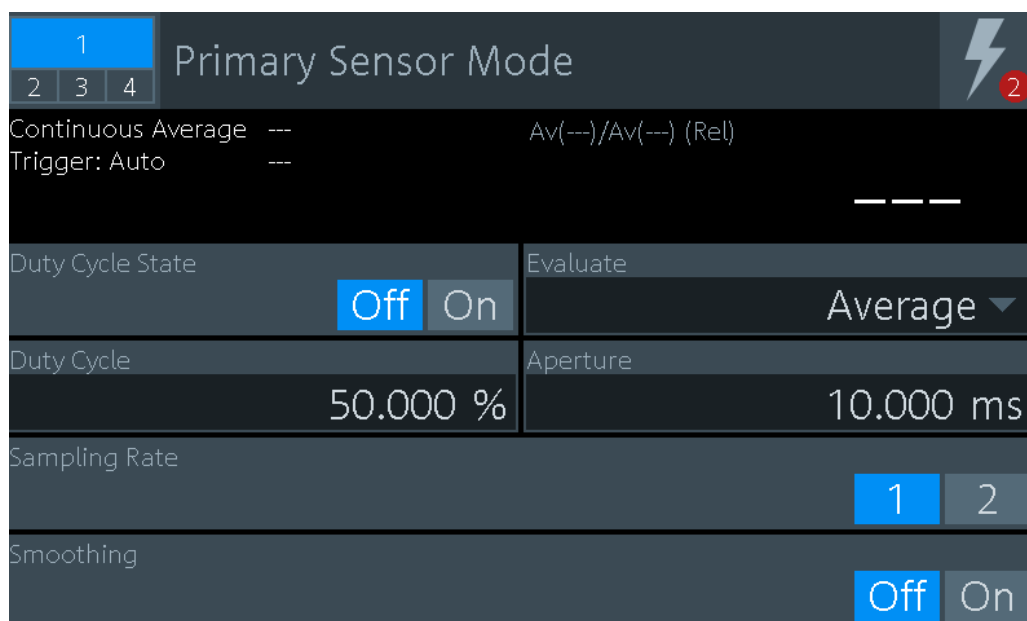 1
Primary Sensor Mode
2 3 4
2
Continuous Average ---
Av(---)/Av(---) (Rel)
Trigger: Auto ---
---
Duty Cycle State
Off On
Evaluate
Average
Duty Cycle
50.000 %
Aperture
10.000 ms
Sampling Rate
1 2
Smoothing
Off On